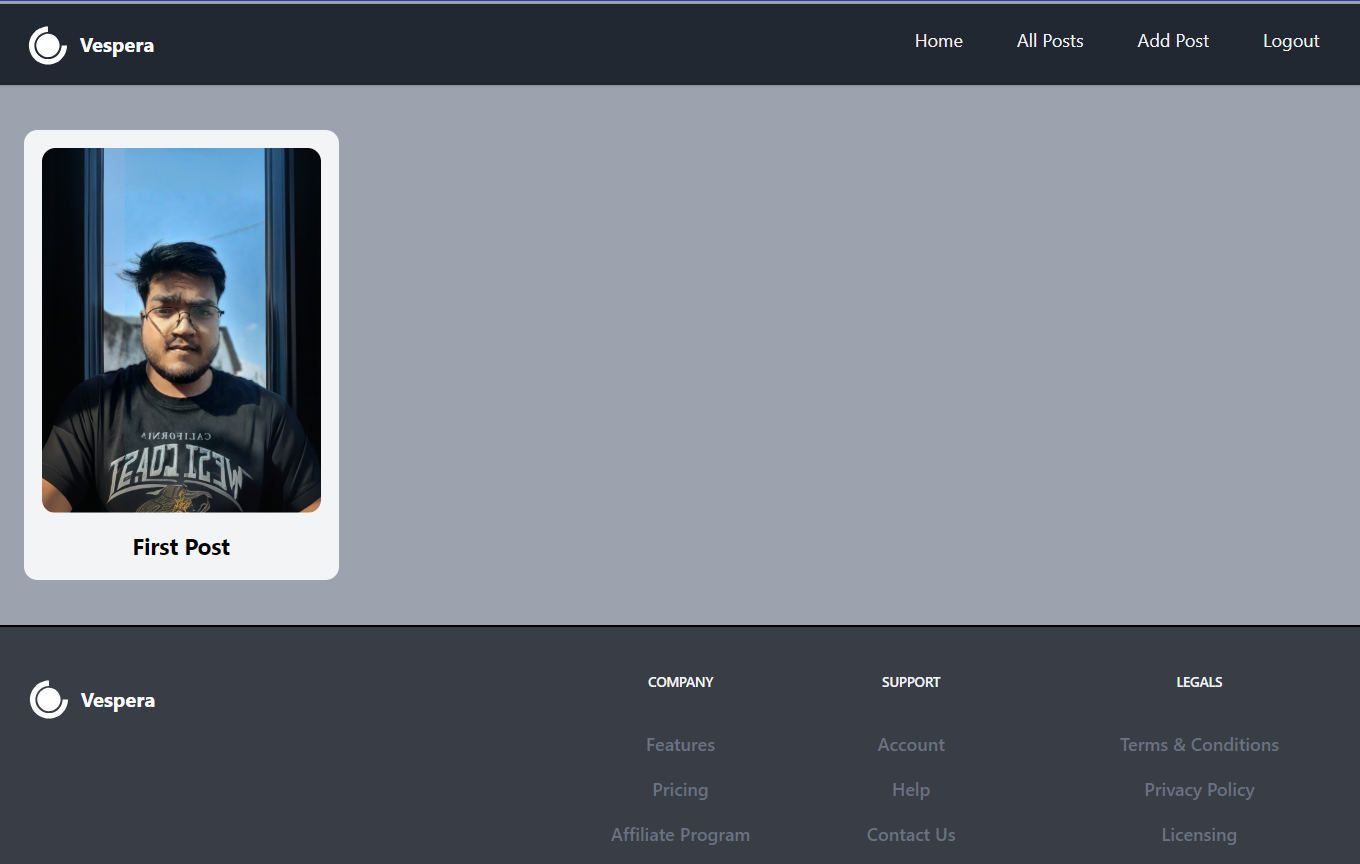 Vespera
Home All Posts Add Post Logout
CALIFORNIA
WEST COAST
First Post
Vespera
COMPANY SUPPORT LEGALS
Features Account Terms & Conditions
Pricing Help Privacy Policy
Affiliate Program Contact Us Licensing